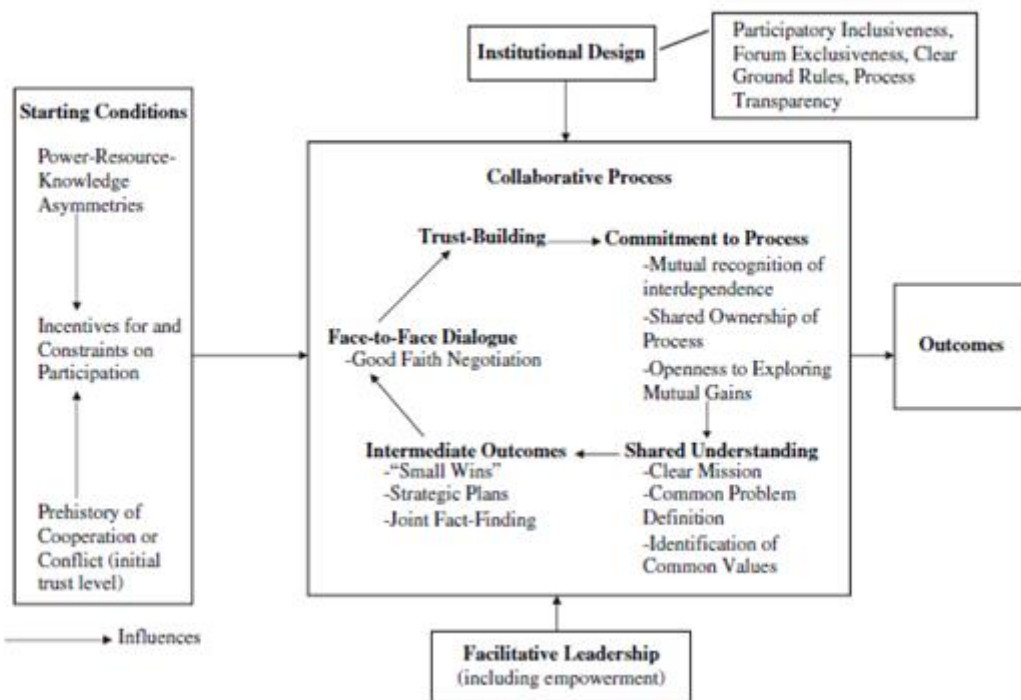 Institutional Design
Participatory Inclusiveness,
Forum Exclusiveness, Clear
Ground Rules, Process
Transparency
Starting Conditions
Power-Resource-
Knowledge
Asymmetries
Incentives for and
Constraints on
Participation
Prehistory of
Cooperation or
Conflict (initial
trust level)
Influences
Collaborative Process
Trust-Building
Commitment to Process
-Mutual recognition of
interdependence
-Shared Ownership of
Process
-Openness to Exploring
Mutual Gains
Face-to-Face Dialogue
-Good Faith Negotiation
Intermediate Outcomes
-“Small Wins”
-Strategic Plans
-Joint Fact-Finding
Shared Understanding
-Clear Mission
-Common Problem
Definition
-Identification of
Common Values
Outcomes
Facilitative Leadership
(including empowerment)